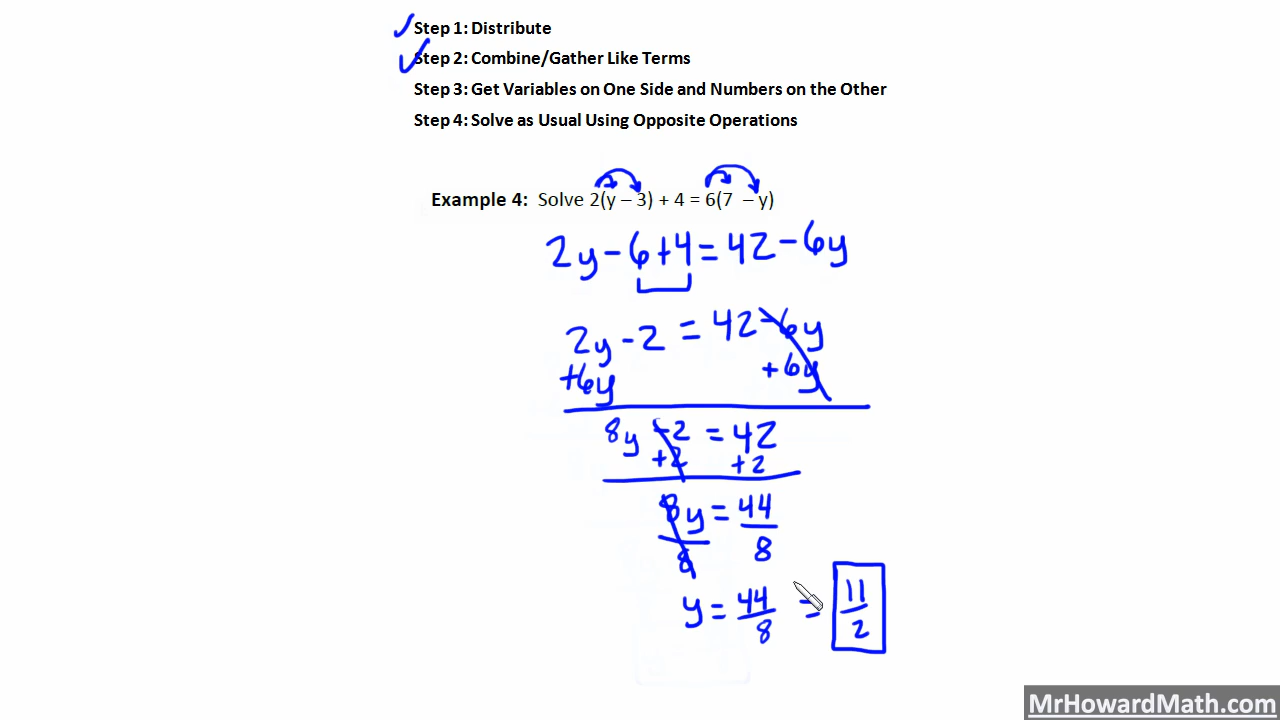 Step 1: Distribute
Step 2: Combine/Gather Like Terms
Step 3: Get Variables on One Side and Numbers on the Other
Step 4: Solve as Usual Using Opposite Operations
Example 4: Solve 2(y – 3) + 4 = 6(7 – y)
2y - 6 + 4 = 42 - 6y
2y - 2 = 42 - 6y
+6y +6y
8y - 2 = 42
+2 +2
8y = 44
8 8
y = 44/8 = 11/2
MrHowardMath.com